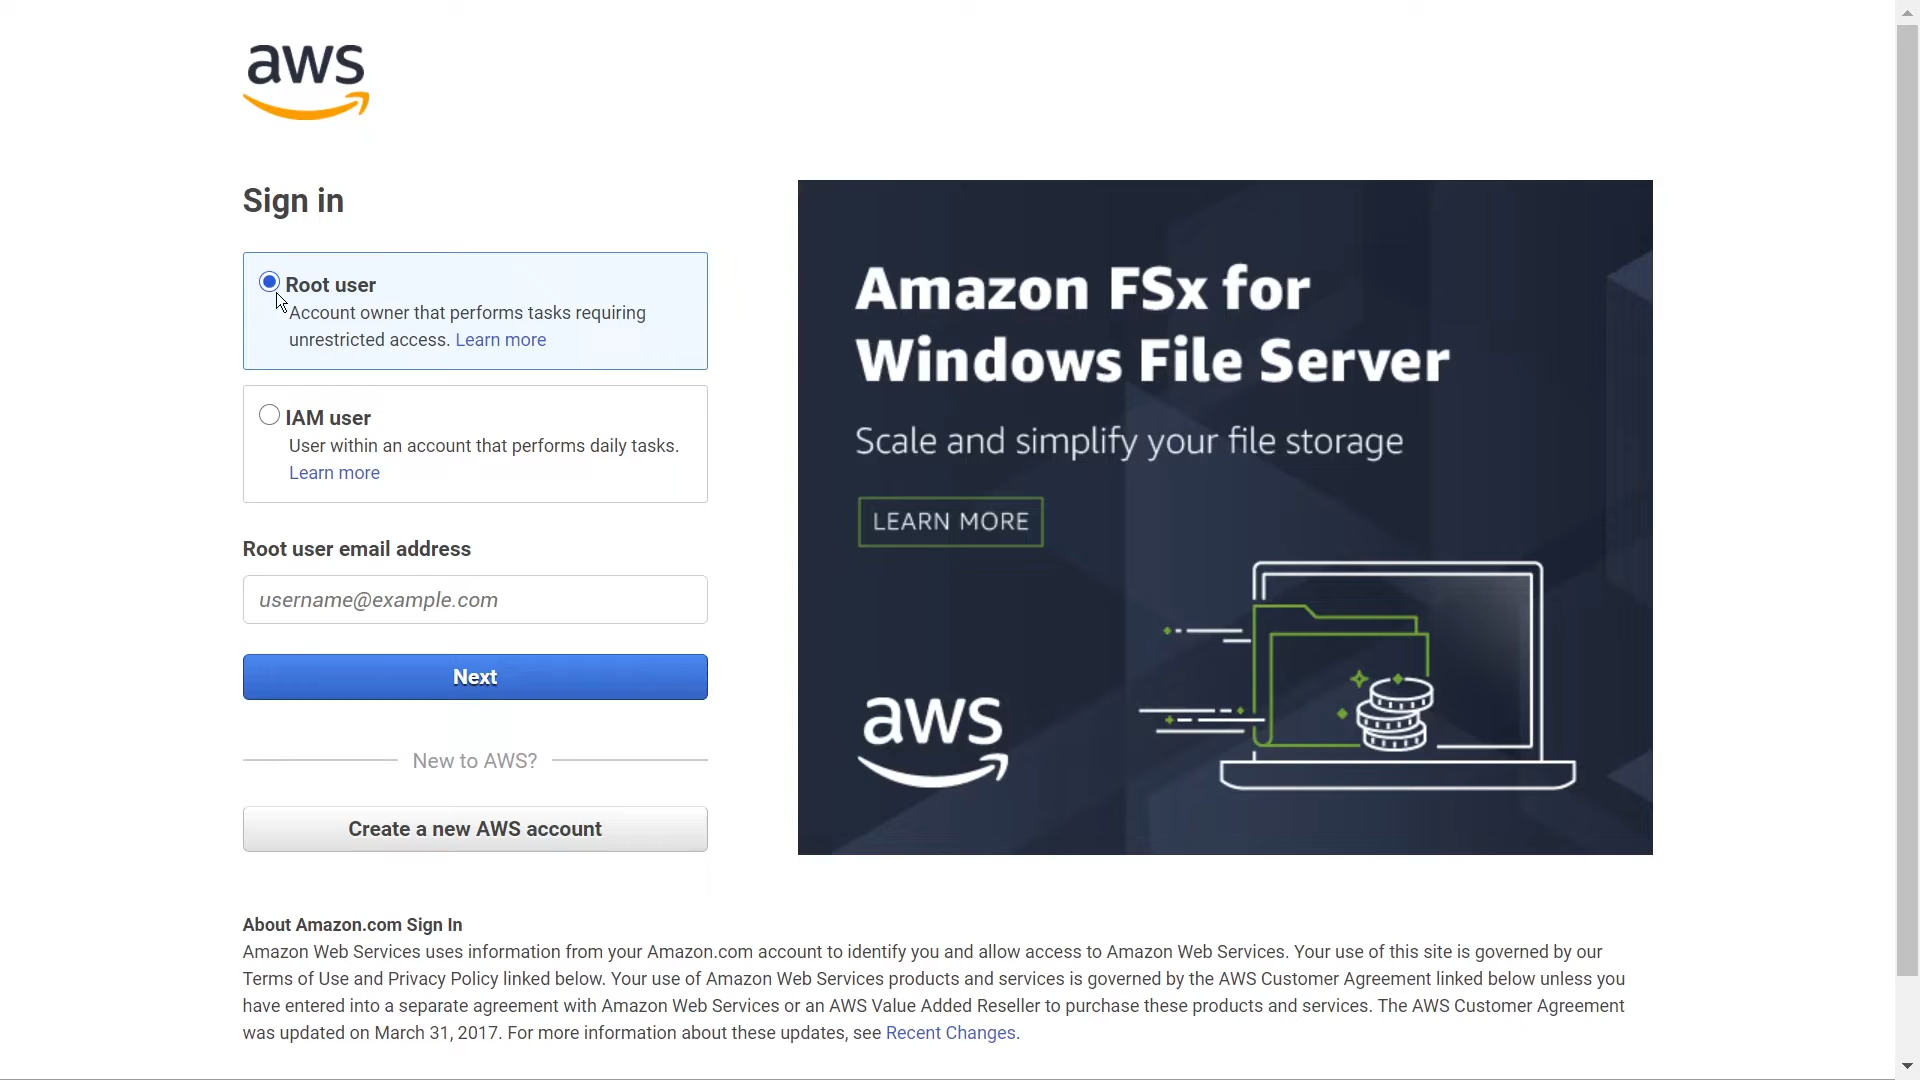 aws
Sign in
Root user
Account owner that performs tasks requiring
unrestricted access. Learn more
IAM user
User within an account that performs daily tasks.
Learn more
Root user email address
username@example.com
Next
New to AWS?
Create a new AWS account
Amazon FSx for
Windows File Server
Scale and simplify your file storage
LEARN MORE
aws
About Amazon.com Sign In
Amazon Web Services uses information from your Amazon.com account to identify you and allow access to Amazon Web Services. Your use of this site is governed by our
Terms of Use and Privacy Policy linked below. Your use of Amazon Web Services products and services is governed by the AWS Customer Agreement linked below unless you
have entered into a separate agreement with Amazon Web Services or an AWS Value Added Reseller to purchase these products and services. The AWS Customer Agreement
was updated on March 31, 2017. For more information about these updates, see Recent Changes.